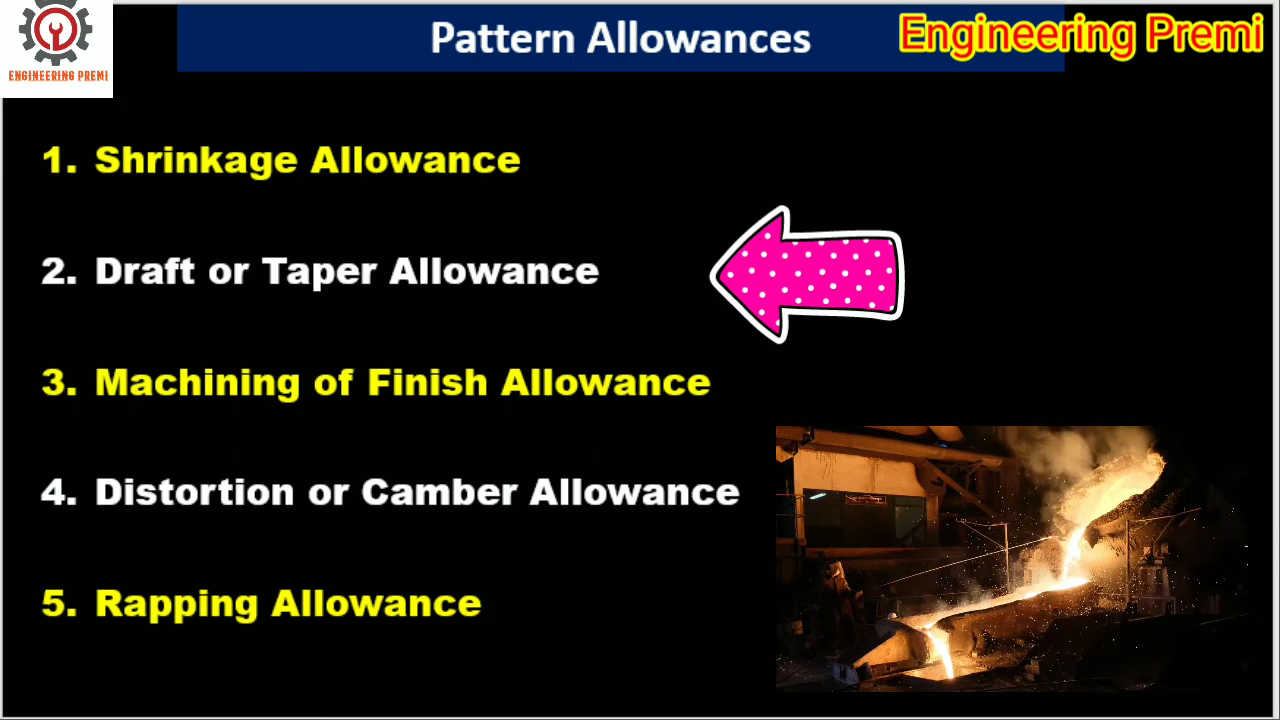 ENGINEERING PREMI
Pattern Allowances
Engineering Premi
1. Shrinkage Allowance
2. Draft or Taper Allowance
3. Machining of Finish Allowance
4. Distortion or Camber Allowance
5. Rapping Allowance